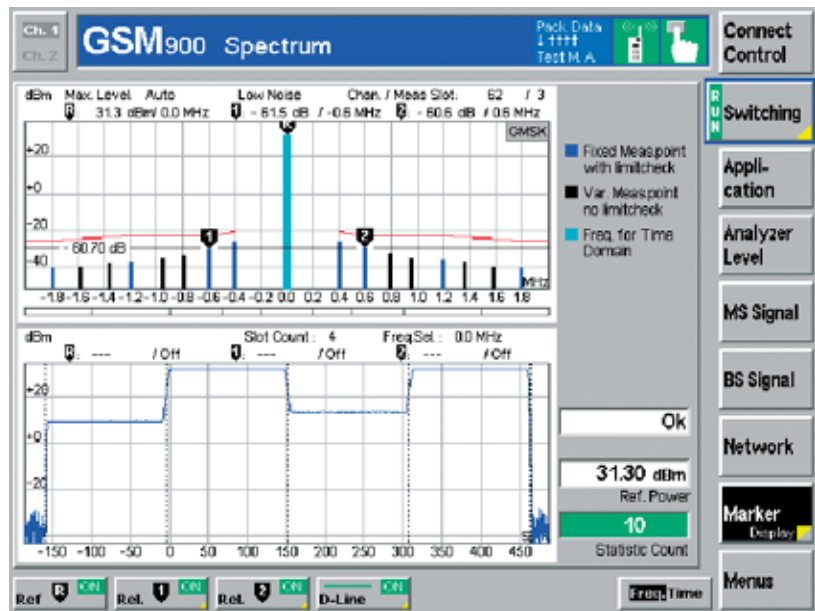 Ch. 1
Ch. 2
GSM900 Spectrum
Pack Data
Test M. A
Connect Control
dBm Max. Level Auto Low Noise Chan. / Meas Slot: 62 / 3
R: 31.3 dBm/ 0.0 MHz 1: - 61.5 dB / -0.6 MHz 2: - 60.6 dB / 0.6 MHz
R
GMSK
+20
+0
-20
-40
- 60.70 dB
1
2
MHz
-1.8 -1.6 -1.4 -1.2 -1.0 -0.8 -0.6 -0.4 -0.2 0.0 0.2 0.4 0.6 0.8 1.0 1.2 1.4 1.6 1.8
Fixed Meas.point with limitcheck
Var. Meas.point no limitcheck
Freq. for Time Domain
dBm Slot Count : 4 Freq.Sel. : 0.0 MHz
R: --- / Off 1: --- / Off 2: --- / Off
+20
+0
-20
-150 -100 -50 0 50 100 150 200 250 300 350 400 450
Ok
31.30 dBm
Ref. Power
10
Statistic Count
RUN
Switching
Appli-
cation
Analyzer
Level
MS Signal
BS Signal
Network
Marker
Display
Menus
Ref R ON
Rel. 1 ON
Rel. 2 ON
D-Line ON
Freq. Time